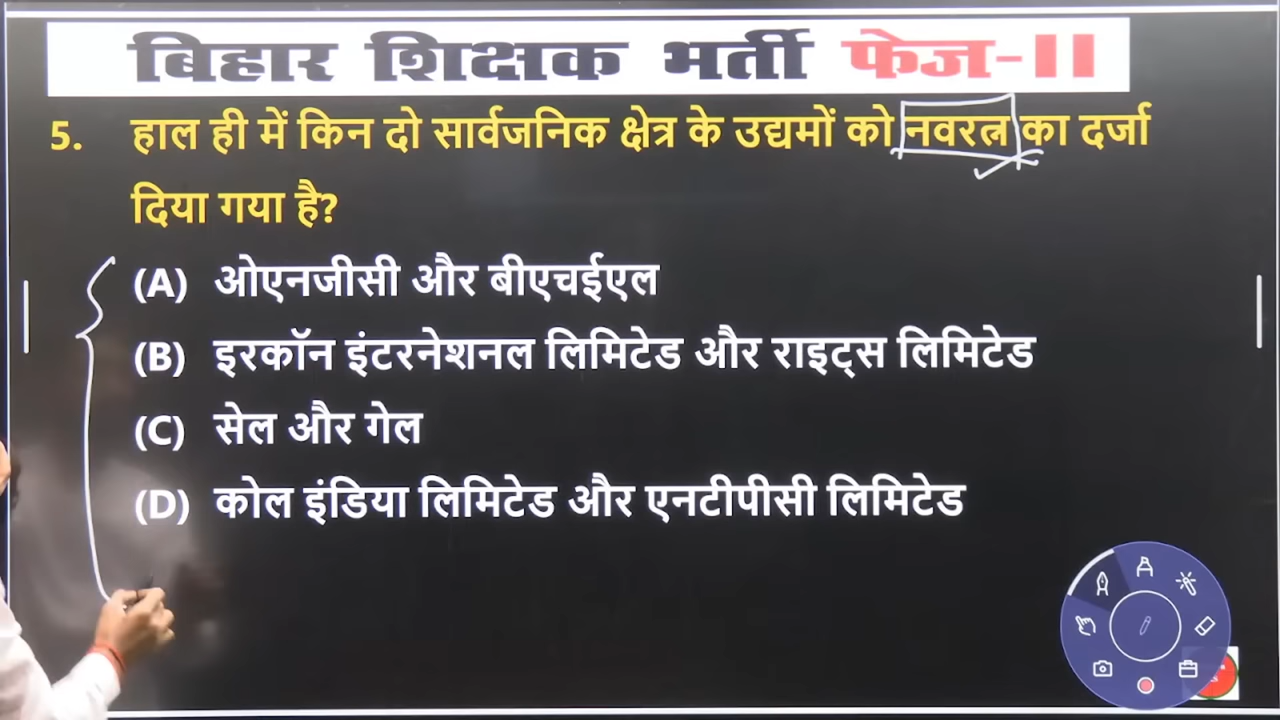 बिहार शिक्षक भर्ती फेज-II
5. हाल ही में किन दो सार्वजनिक क्षेत्र के उद्यमों को नवरत्न का दर्जा
दिया गया है?
(A) ओएनजीसी और बीएचईएल
(B) इरकॉन इंटरनेशनल लिमिटेड और राइट्स लिमिटेड
(C) सेल और गेल
(D) कोल इंडिया लिमिटेड और एनटीपीसी लिमिटेड